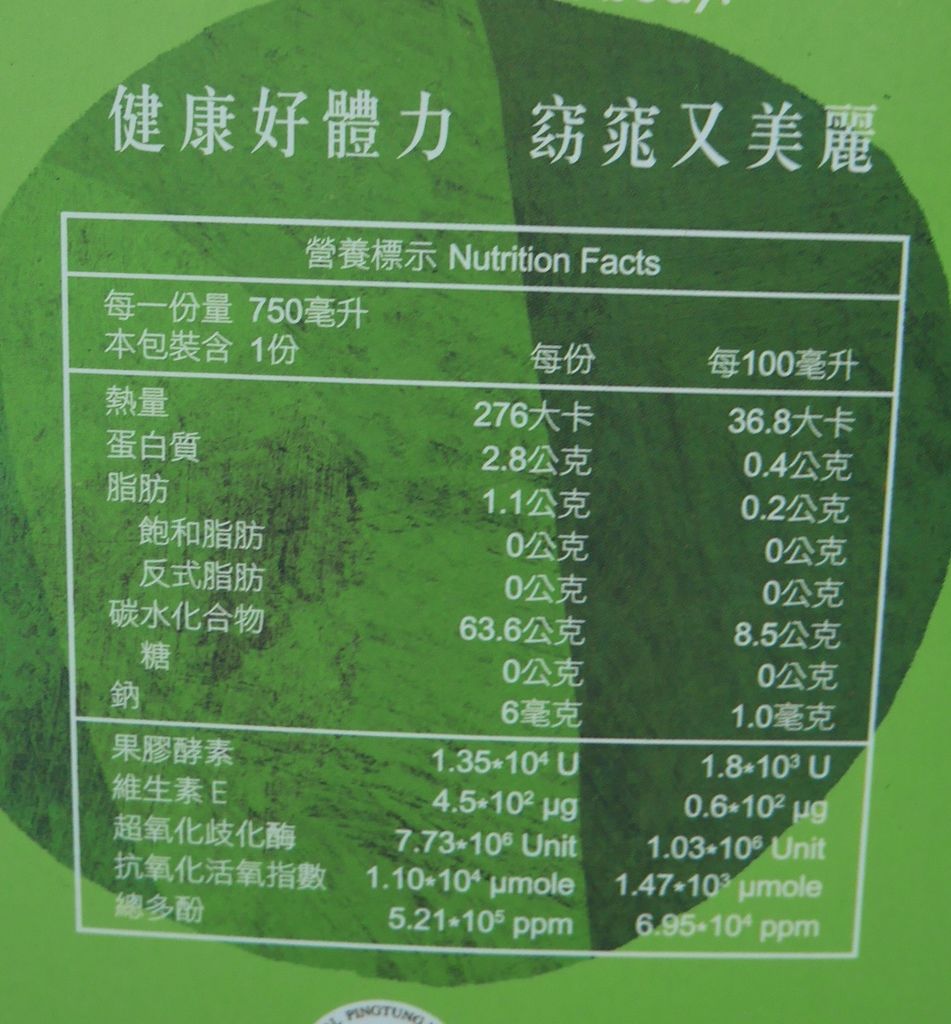 健康好體力 窈窕又美麗
營養標示 Nutrition Facts
每一份量 750毫升
本包裝含 1份 每份 每100毫升
熱量 276大卡 36.8大卡
蛋白質 2.8公克 0.4公克
脂肪 1.1公克 0.2公克
飽和脂肪 0公克 0公克
反式脂肪 0公克 0公克
碳水化合物 63.6公克 8.5公克
糖 0公克 0公克
鈉 6毫克 1.0毫克
果膠酵素 1.35*10⁴ U 1.8*10³ U
維生素E 4.5*10² μg 0.6*10² μg
超氧化歧化酶 7.73*10⁶ Unit 1.03*10⁶ Unit
抗氧化活氧指數 1.10*10⁴ μmole 1.47*10³ μmole
總多酚 5.21*10⁵ ppm 6.95*10⁴ ppm
PINGTUNG